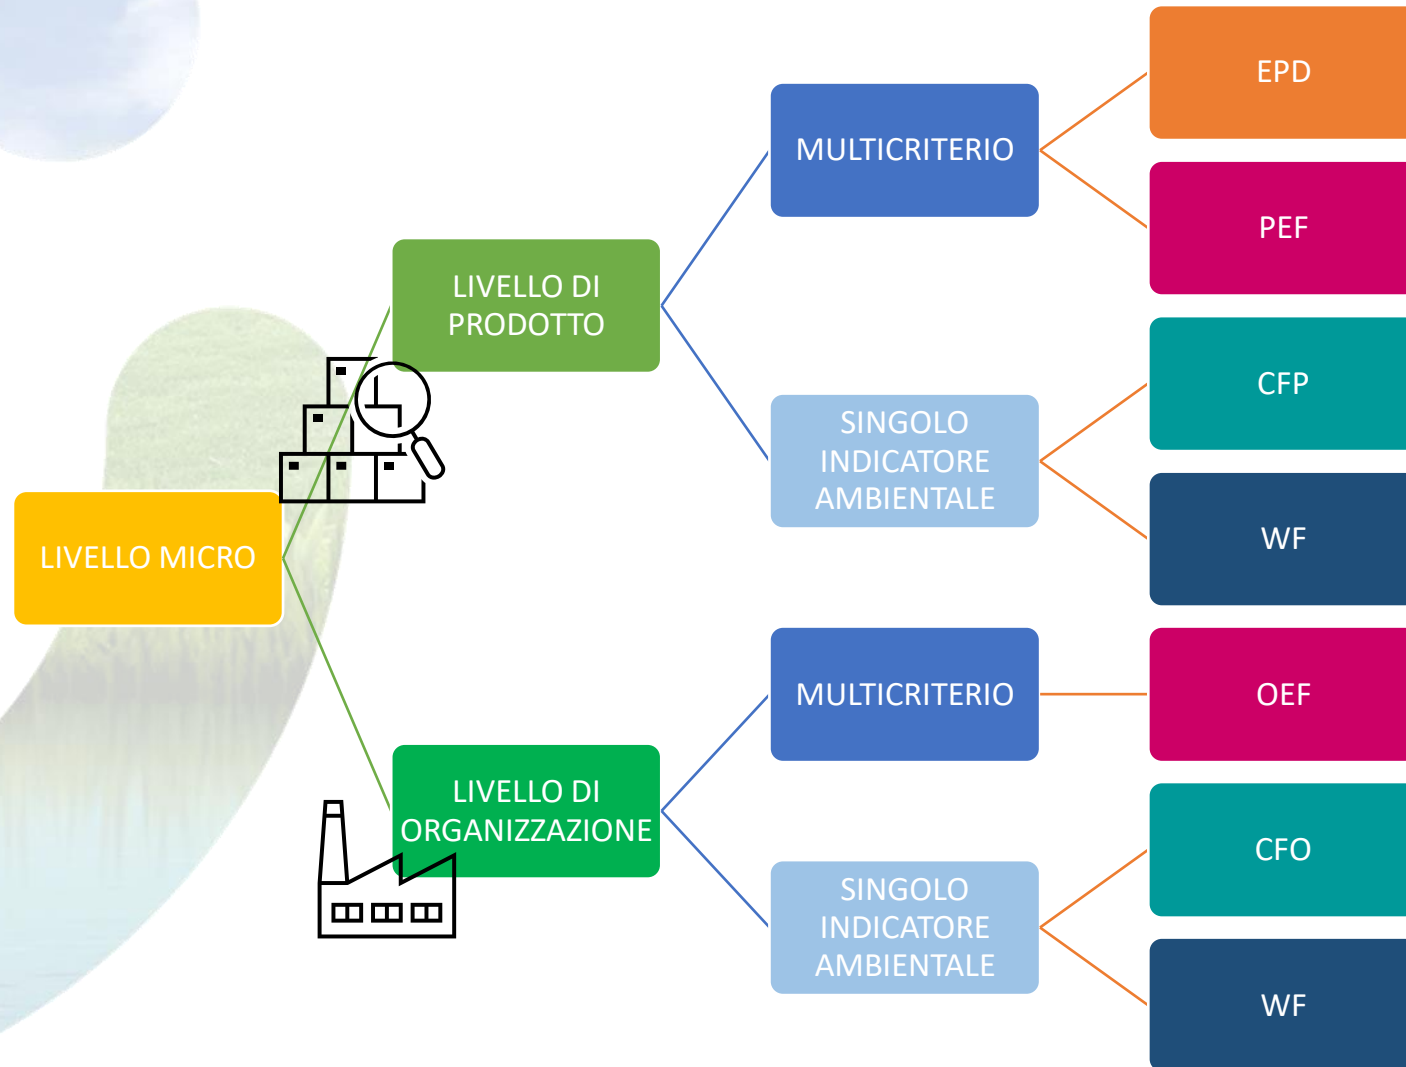 LIVELLO MICRO
LIVELLO DI
PRODOTTO
MULTICRITERIO
EPD
PEF
SINGOLO
INDICATORE
AMBIENTALE
CFP
WF
LIVELLO DI
ORGANIZZAZIONE
MULTICRITERIO
OEF
SINGOLO
INDICATORE
AMBIENTALE
CFO
WF